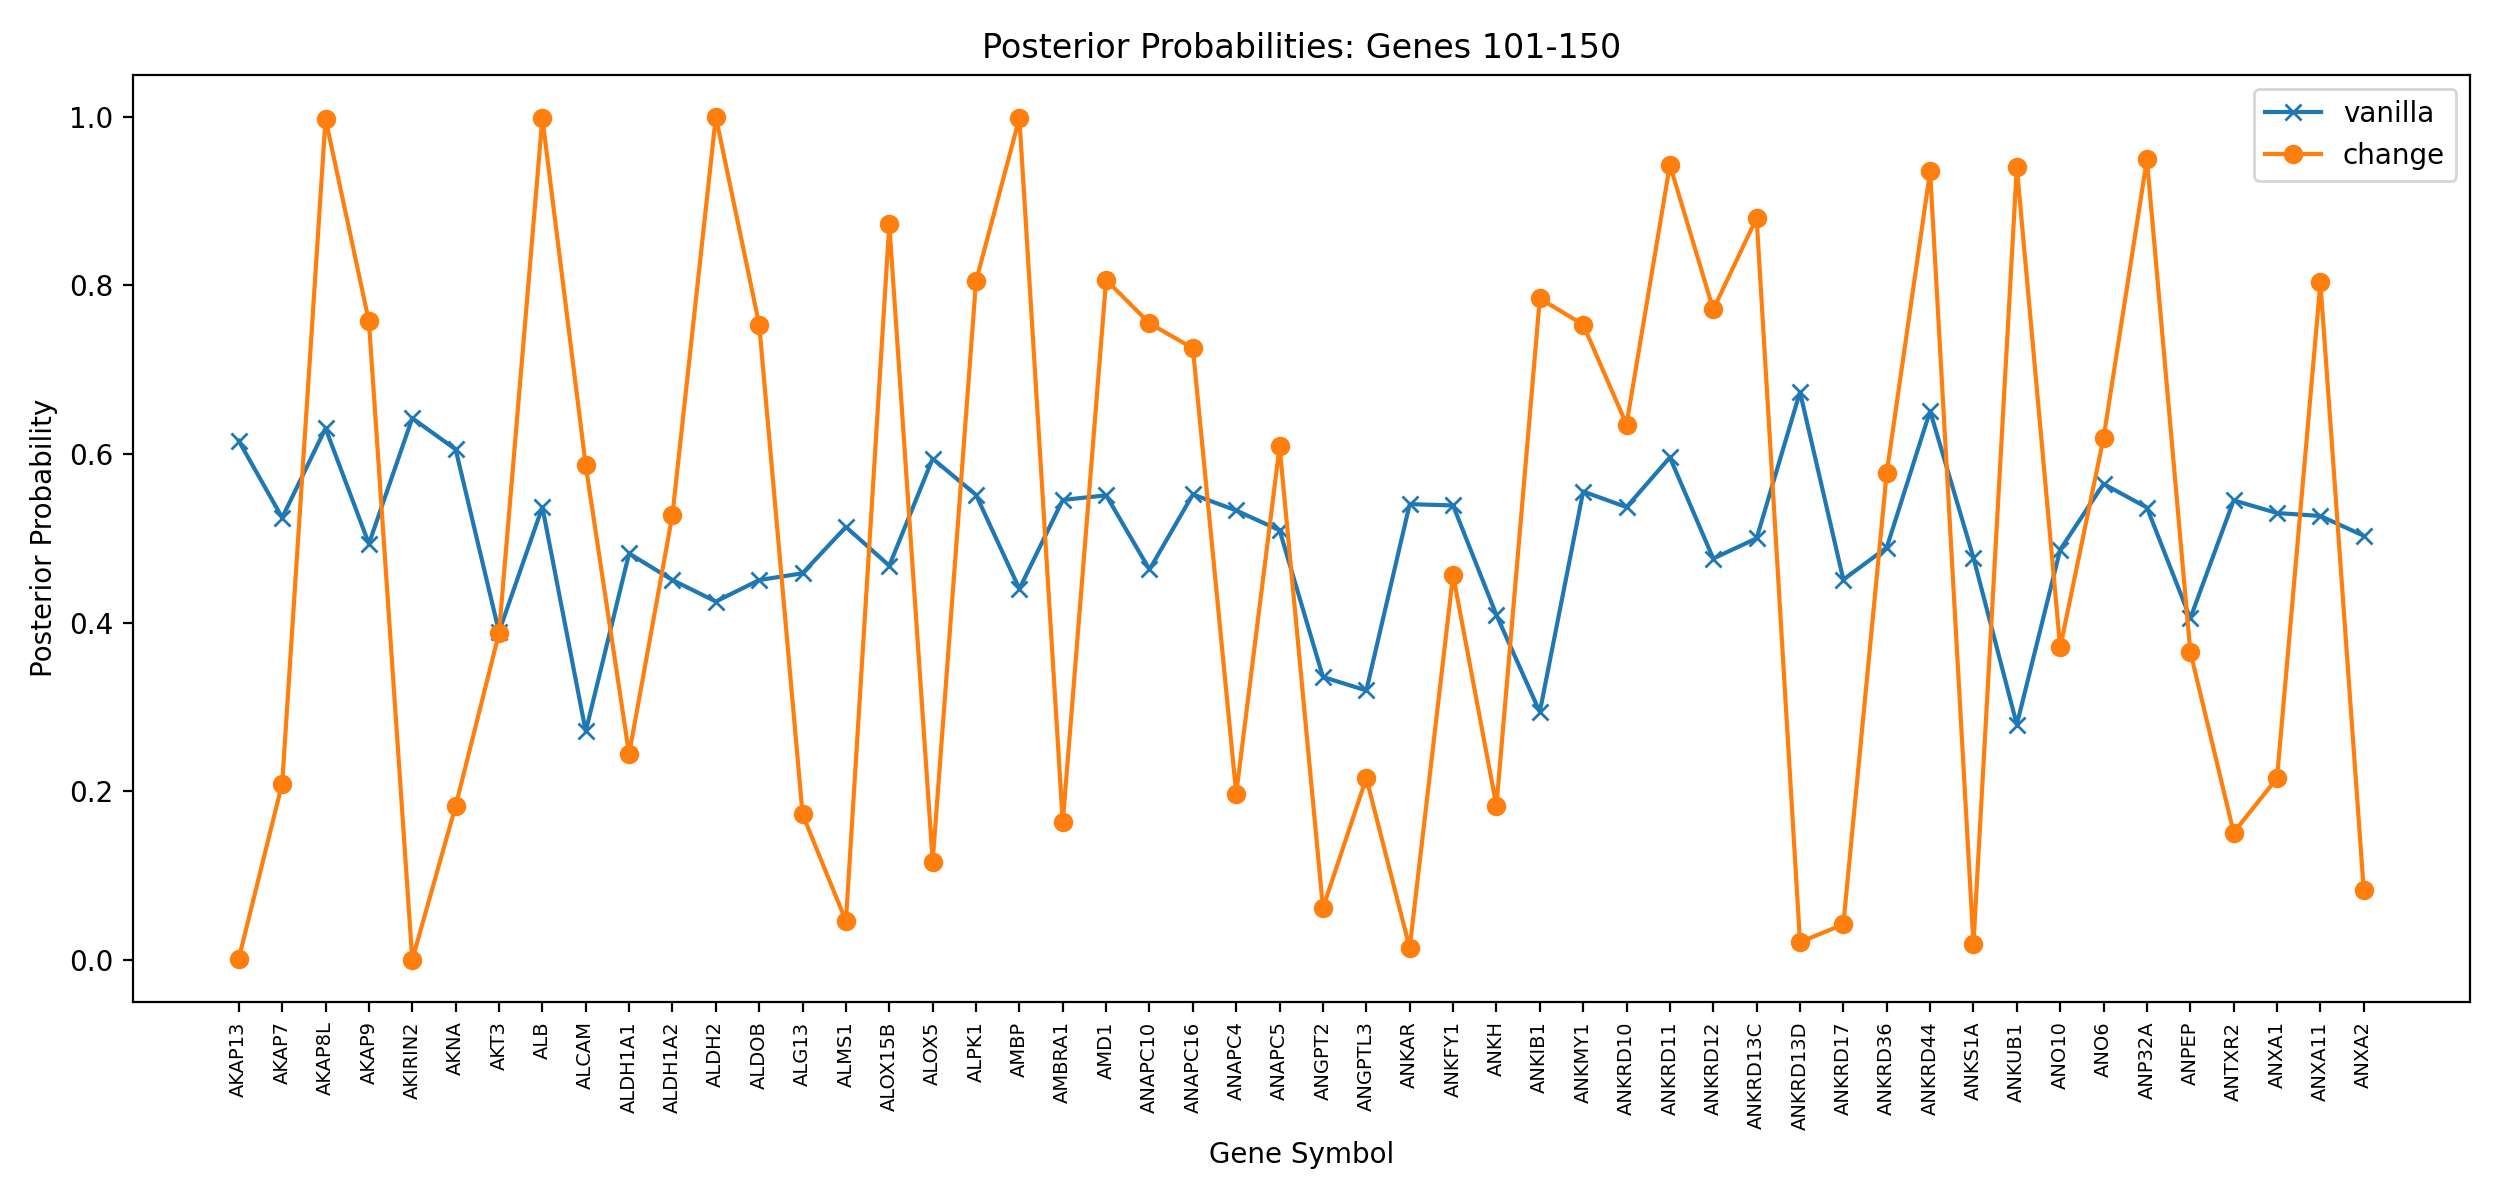 Posterior Probabilities: Genes 101-150
vanilla
change
Posterior Probability
1.0
0.8
0.6
0.4
0.2
0.0
AKAP13
AKAP7
AKAP8L
AKAP9
AKIRIN2
AKNA
AKT3
ALB
ALCAM
ALDH1A1
ALDH1A2
ALDH2
ALDOB
ALG13
ALMS1
ALOX15B
ALOX5
ALPK1
AMBP
AMBRA1
AMD1
ANAPC10
ANAPC16
ANAPC4
ANAPC5
ANGPT2
ANGPTL3
ANKAR
ANKFY1
ANKH
ANKIB1
ANKMY1
ANKRD10
ANKRD11
ANKRD12
ANKRD13C
ANKRD13D
ANKRD17
ANKRD36
ANKRD44
ANKS1A
ANKUB1
ANO10
ANO6
ANP32A
ANPEP
ANTXR2
ANXA1
ANXA11
ANXA2
Gene Symbol